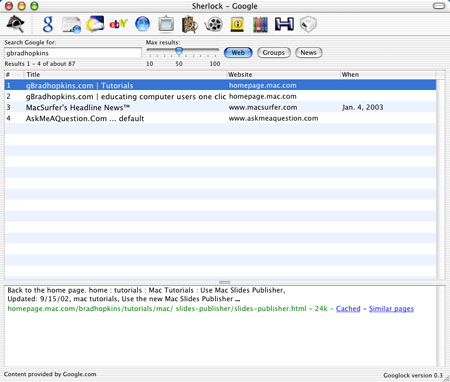 Sherlock – Google
Search Google for:
Max results:
gbradhopkins
Web
Groups
News
Results 1 - 4 of about 87
10 50 100
# Title Website When
1 gBradhopkins.com | Tutorials homepage.mac.com
2 gBradhopkins.com | educating computer users one clic homepage.mac.com
3 MacSurfer's Headline News™ www.macsurfer.com Jan. 4, 2003
4 AskMeAQuestion.Com ... default www.askmeaquestion.com
Back to the home page. home : tutorials : Mac Tutorials : Use Mac Slides Publisher,
Updated: 9/15/02, mac tutorials, Use the new Mac Slides Publisher ...
homepage.mac.com/bradhopkins/tutorials/mac/ slides-publisher/slides-publisher.html - 24k - Cached - Similar pages
Content provided by Google.com
Googlock version 0.3